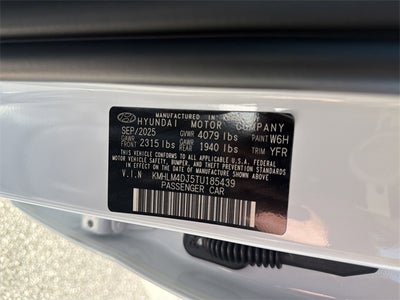 MANUFACTURED IN KOREA BY
HYUNDAI MOTOR COMPANY
SEP/2025 GVWR 4079 lbs PAINT W6H
GAWR FRONT 2315 lbs GAWR REAR 1940 lbs TRIM YFR
THIS VEHICLE CONFORMS TO ALL APPLICABLE U.S. FEDERAL
MOTOR VEHICLE SAFETY, BUMPER, AND THEFT PREVENTION
STANDARDS IN EFFECT ON THE DATE OF MANUFACTURE SHOWN ABOVE.
V.I.N KMHLM4DJ5TU185439
PASSENGER CAR